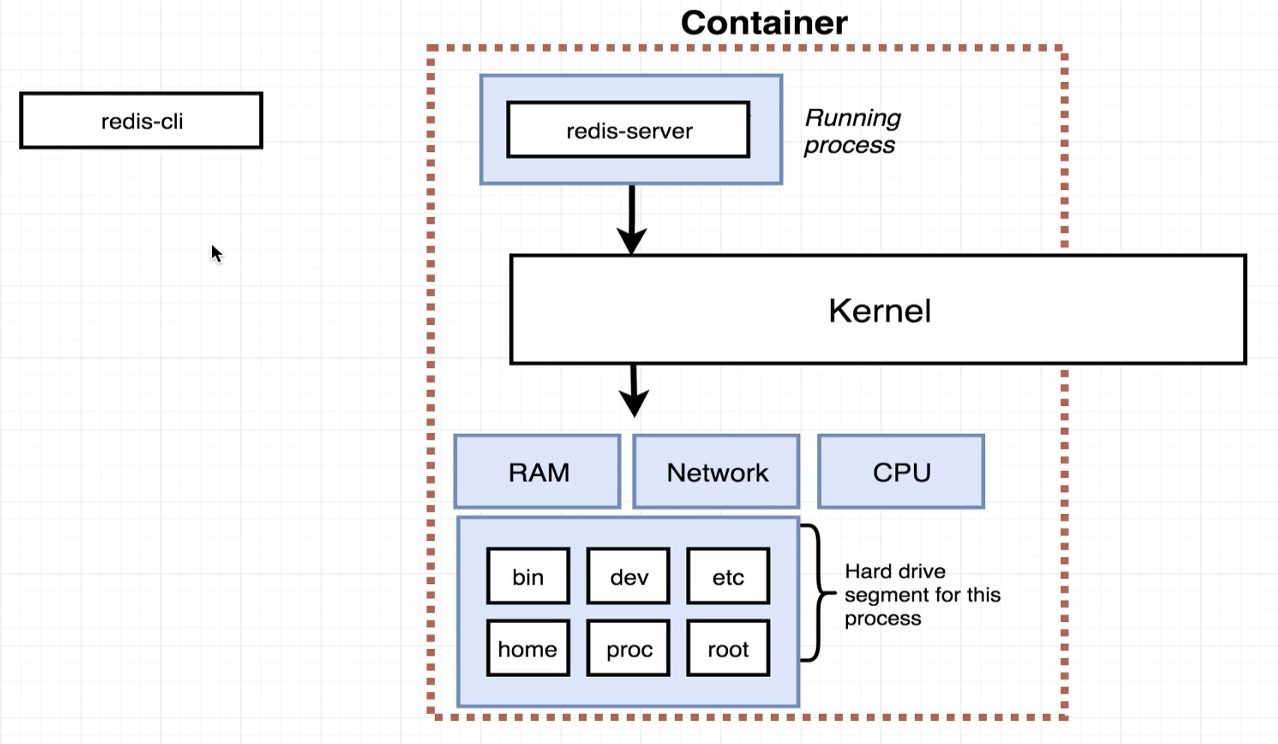 Container
redis-cli
redis-server
Running
process
Kernel
RAM
Network
CPU
bin
dev
etc
home
proc
root
Hard drive
segment for this
process